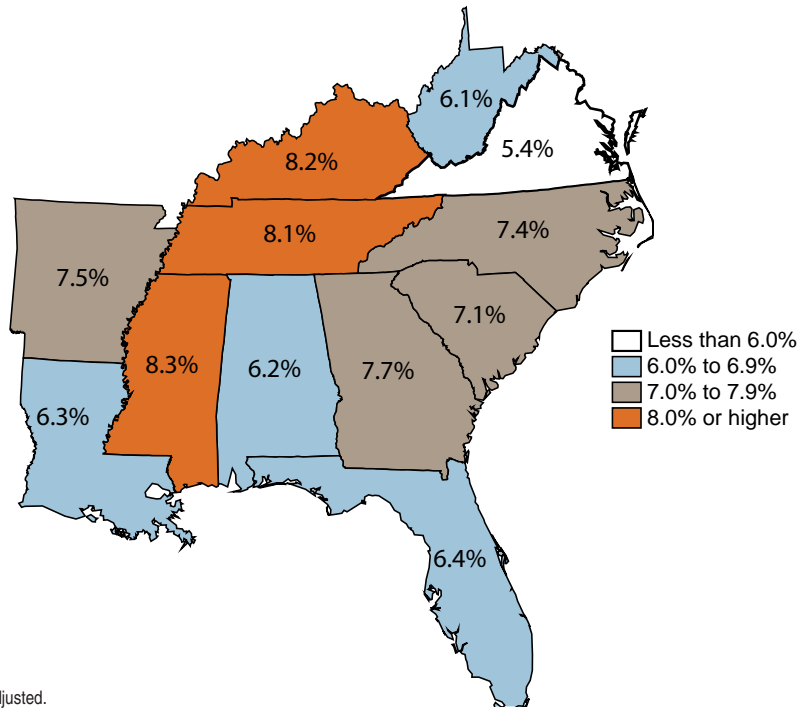 6.1%
5.4%
8.2%
8.1%
7.4%
7.5%
7.1%
8.3%
6.2%
7.7%
6.3%
6.4%
Less than 6.0%
6.0% to 6.9%
7.0% to 7.9%
8.0% or higher
djusted.